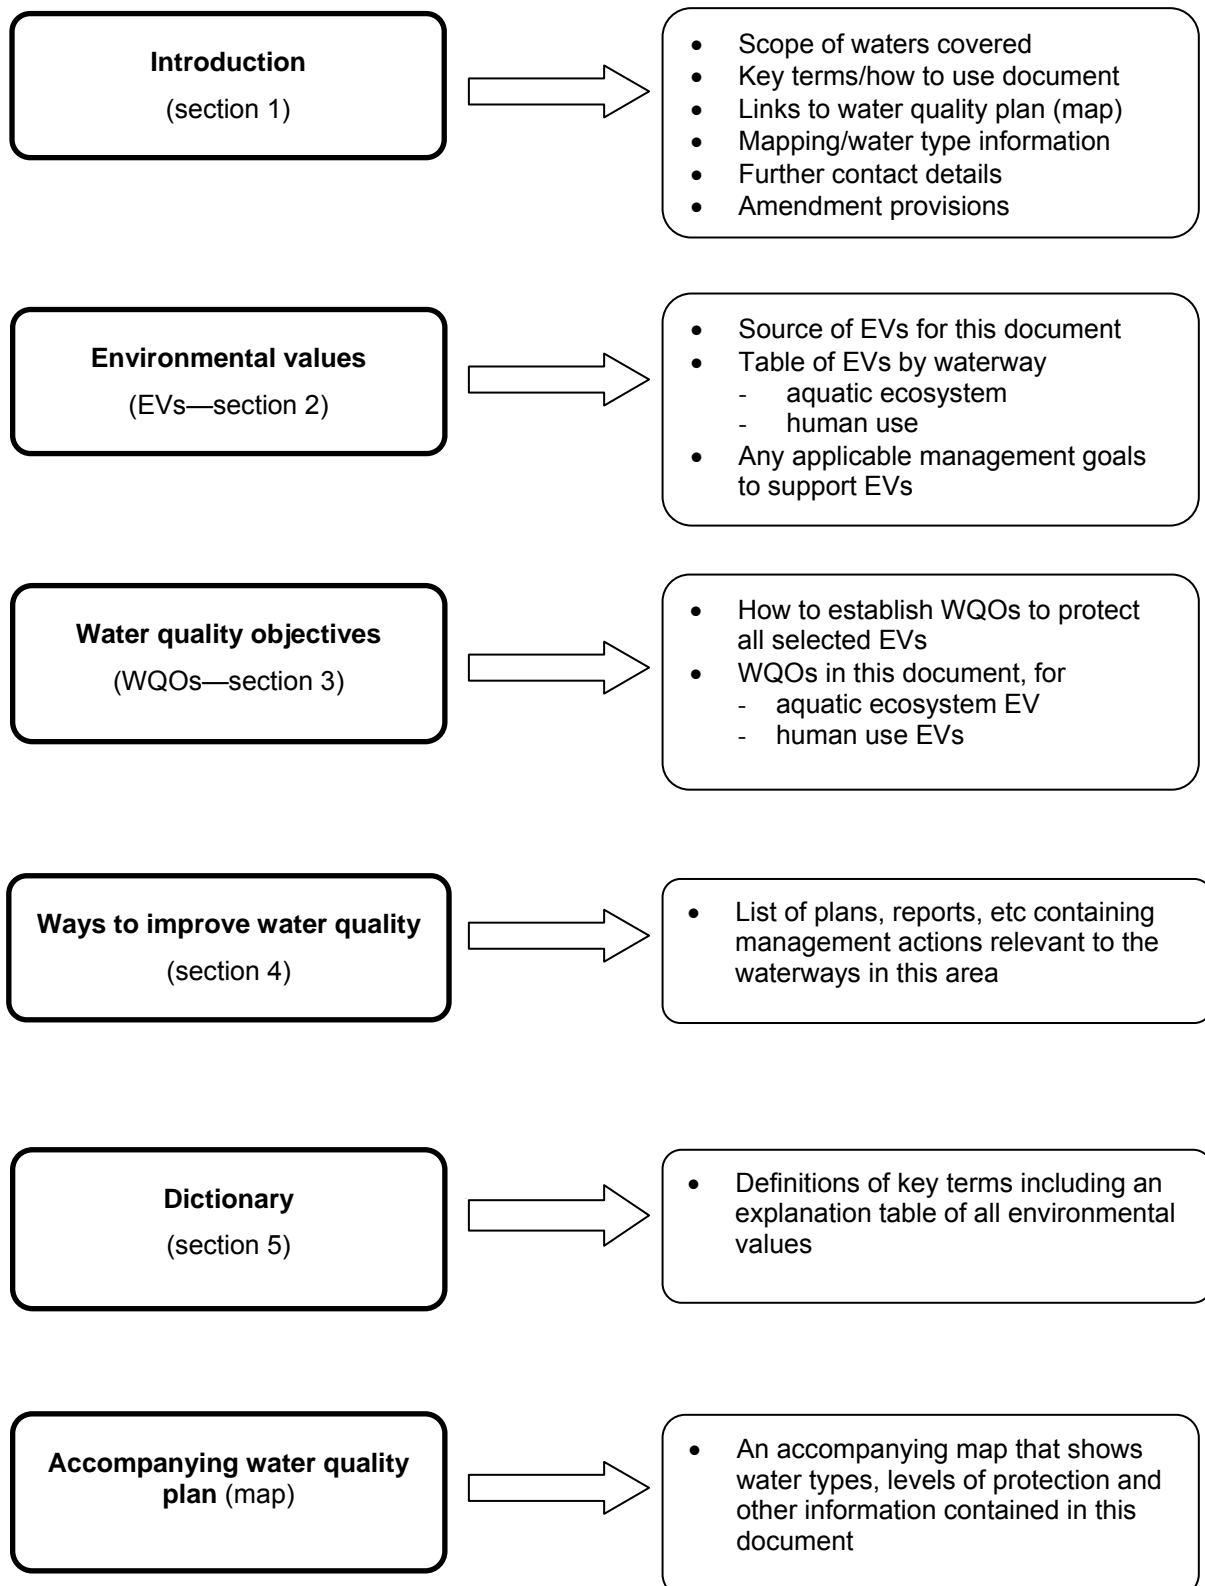 Introduction
(section 1)
• Scope of waters covered
• Key terms/how to use document
• Links to water quality plan (map)
• Mapping/water type information
• Further contact details
• Amendment provisions
Environmental values
(EVs—section 2)
• Source of EVs for this document
• Table of EVs by waterway
- aquatic ecosystem
- human use
• Any applicable management goals
to support EVs
Water quality objectives
(WQOs—section 3)
• How to establish WQOs to protect
all selected EVs
• WQOs in this document, for
- aquatic ecosystem EV
- human use EVs
Ways to improve water quality
(section 4)
• List of plans, reports, etc containing
management actions relevant to the
waterways in this area
Dictionary
(section 5)
• Definitions of key terms including an
explanation table of all environmental
values
Accompanying water quality
plan (map)
• An accompanying map that shows
water types, levels of protection and
other information contained in this
document